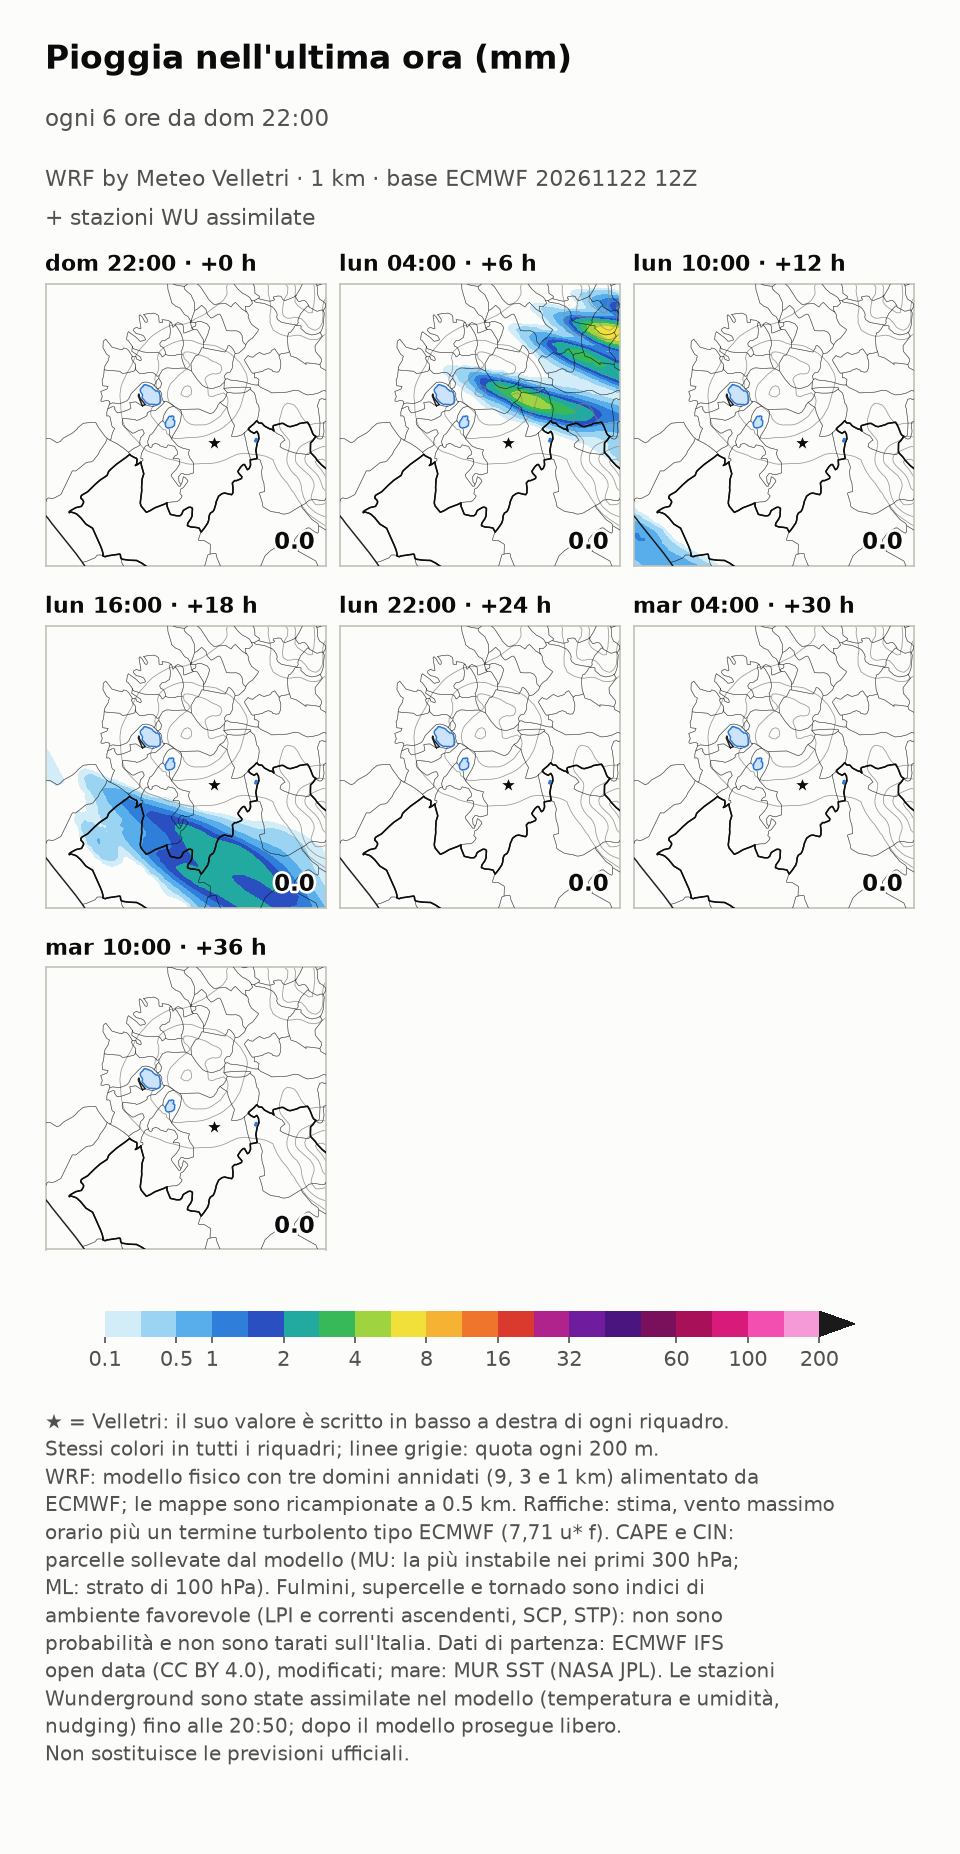 Pioggia nell'ultima ora (mm)
ogni 6 ore da dom 22:00
WRF by Meteo Velletri · 1 km · base ECMWF 20261122 12Z
+ stazioni WU assimilate
dom 22:00 · +0 h
lun 04:00 · +6 h
lun 10:00 · +12 h
0.0
0.0
0.0
lun 16:00 · +18 h
lun 22:00 · +24 h
mar 04:00 · +30 h
0.0
0.0
0.0
mar 10:00 · +36 h
0.0
0.1 0.5 1 2 4 8 16 32 60 100 200
★ = Velletri: il suo valore è scritto in basso a destra di ogni riquadro.
Stessi colori in tutti i riquadri; linee grigie: quota ogni 200 m.
WRF: modello fisico con tre domini annidati (9, 3 e 1 km) alimentato da
ECMWF; le mappe sono ricampionate a 0.5 km. Raffiche: stima, vento massimo
orario più un termine turbolento tipo ECMWF (7,71 u* f). CAPE e CIN:
parcelle sollevate dal modello (MU: la più instabile nei primi 300 hPa;
ML: strato di 100 hPa). Fulmini, supercelle e tornado sono indici di
ambiente favorevole (LPI e correnti ascendenti, SCP, STP): non sono
probabilità e non sono tarati sull'Italia. Dati di partenza: ECMWF IFS
open data (CC BY 4.0), modificati; mare: MUR SST (NASA JPL). Le stazioni
Wunderground sono state assimilate nel modello (temperatura e umidità,
nudging) fino alle 20:50; dopo il modello prosegue libero.
Non sostituisce le previsioni ufficiali.